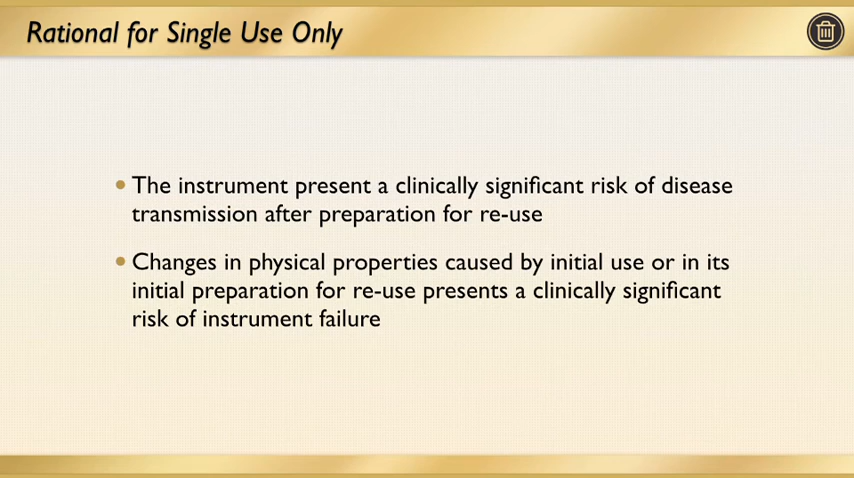 Rational for Single Use Only
The instrument present a clinically significant risk of disease
transmission after preparation for re-use
Changes in physical properties caused by initial use or in its
initial preparation for re-use presents a clinically significant
risk of instrument failure